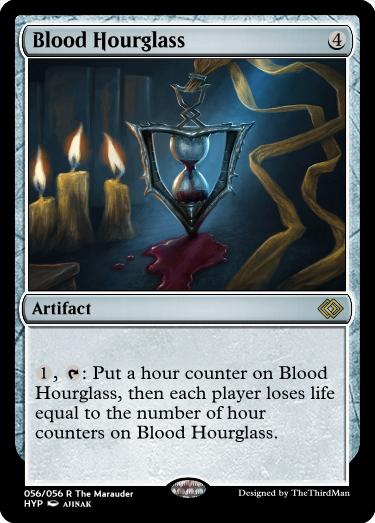 Blood Hourglass 4
Artifact
1, T: Put a hour counter on Blood
Hourglass, then each player loses life
equal to the number of hour
counters on Blood Hourglass.
056/056 R The Marauder
Designed by TheThirdMan
HYP AJINAK